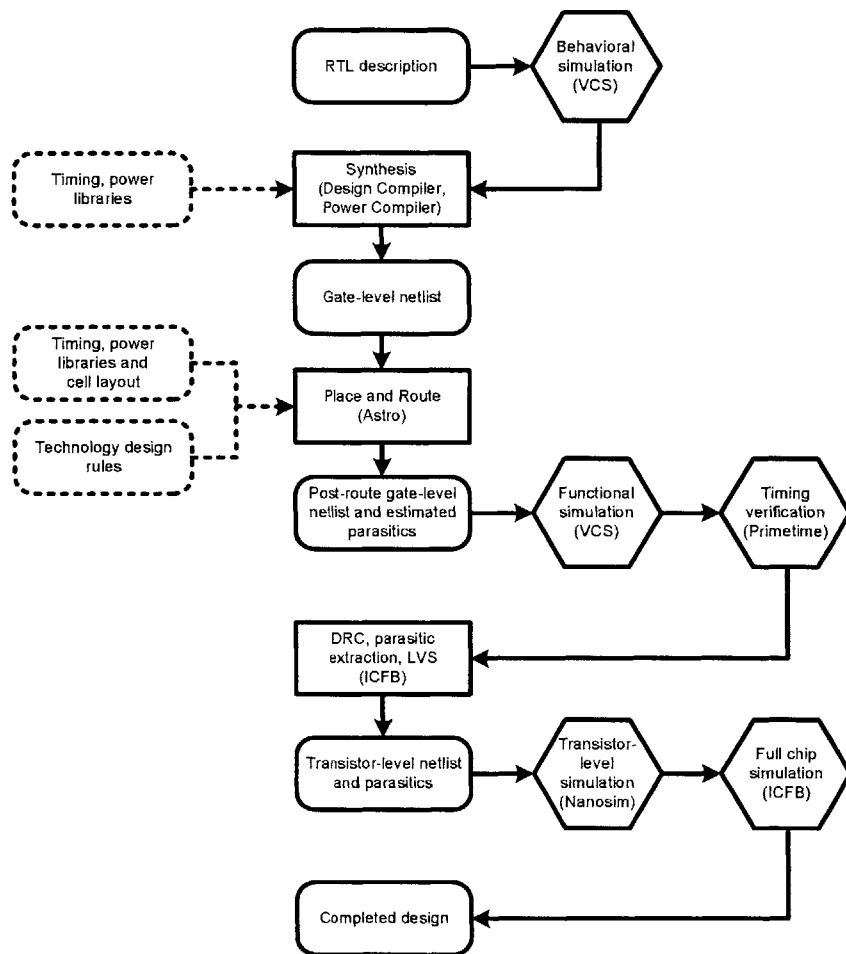 RTL description
Behavioral
simulation
(VCS)
Timing, power
libraries
Synthesis
(Design Compiler,
Power Compiler)
Gate-level netlist
Timing, power
libraries and
cell layout
Technology design
rules
Place and Route
(Astro)
Post-route gate-level
netlist and estimated
parasitics
Functional
simulation
(VCS)
Timing
verification
(Primetime)
DRC, parasitic
extraction, LVS
(ICFB)
Transistor-level netlist
and parasitics
Transistor-
level
simulation
(Nanosim)
Full chip
simulation
(ICFB)
Completed design